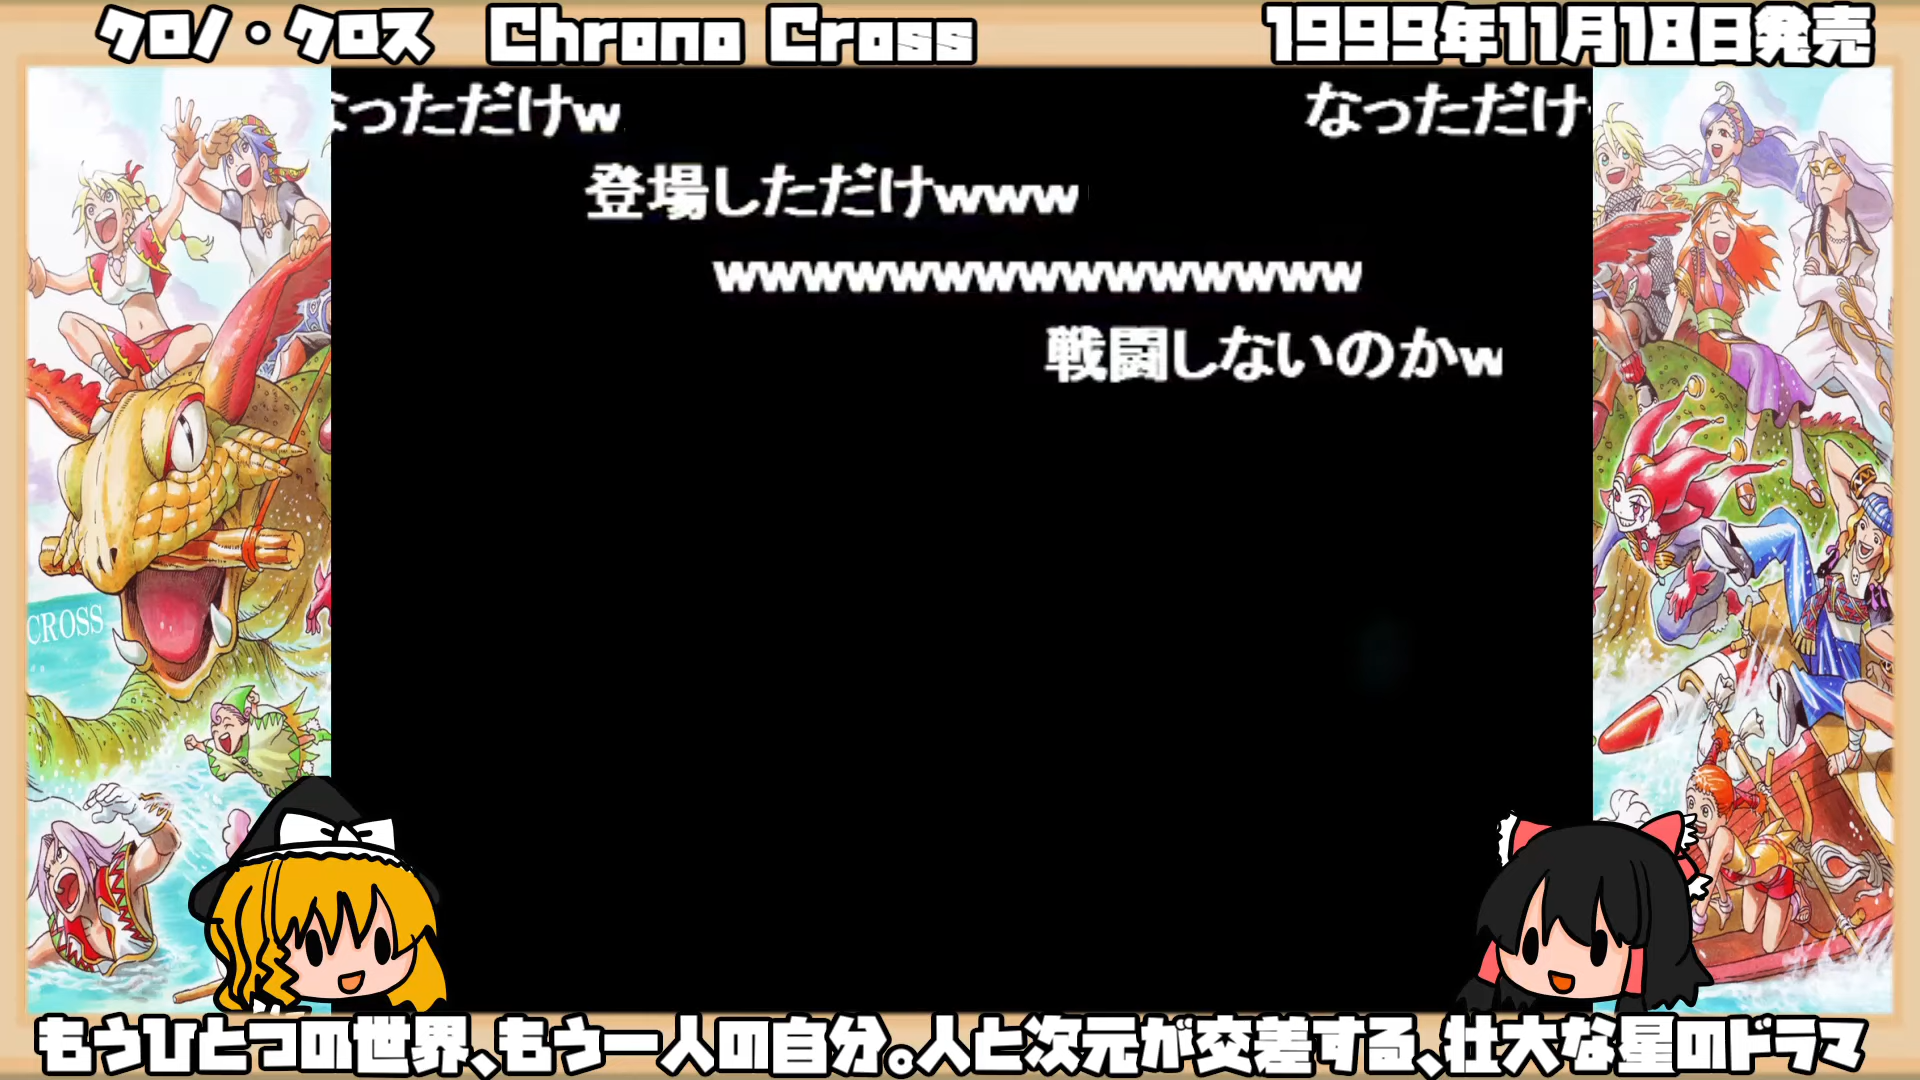 クロノ・クロス Chrono Cross
1999年11月18日発売
なっただけw
なっただけ
登場しただけwww
wwwwwwwwwwwwwww
戦闘しないのかw
CROSS
もうひとつの世界、もう一人の自分。人と次元が交差する、壮大な星のドラマ